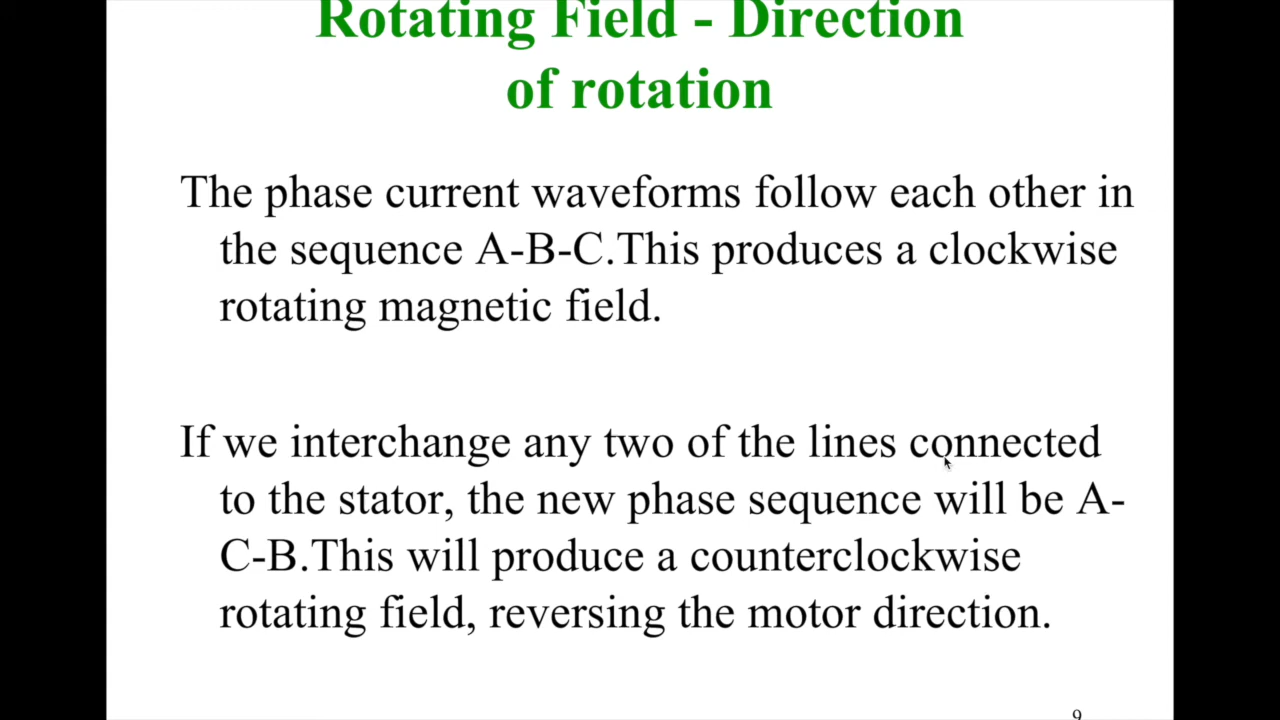 Rotating Field - Direction
of rotation
The phase current waveforms follow each other in
the sequence A-B-C.This produces a clockwise
rotating magnetic field.
If we interchange any two of the lines connected
to the stator, the new phase sequence will be A-
C-B.This will produce a counterclockwise
rotating field, reversing the motor direction.
9